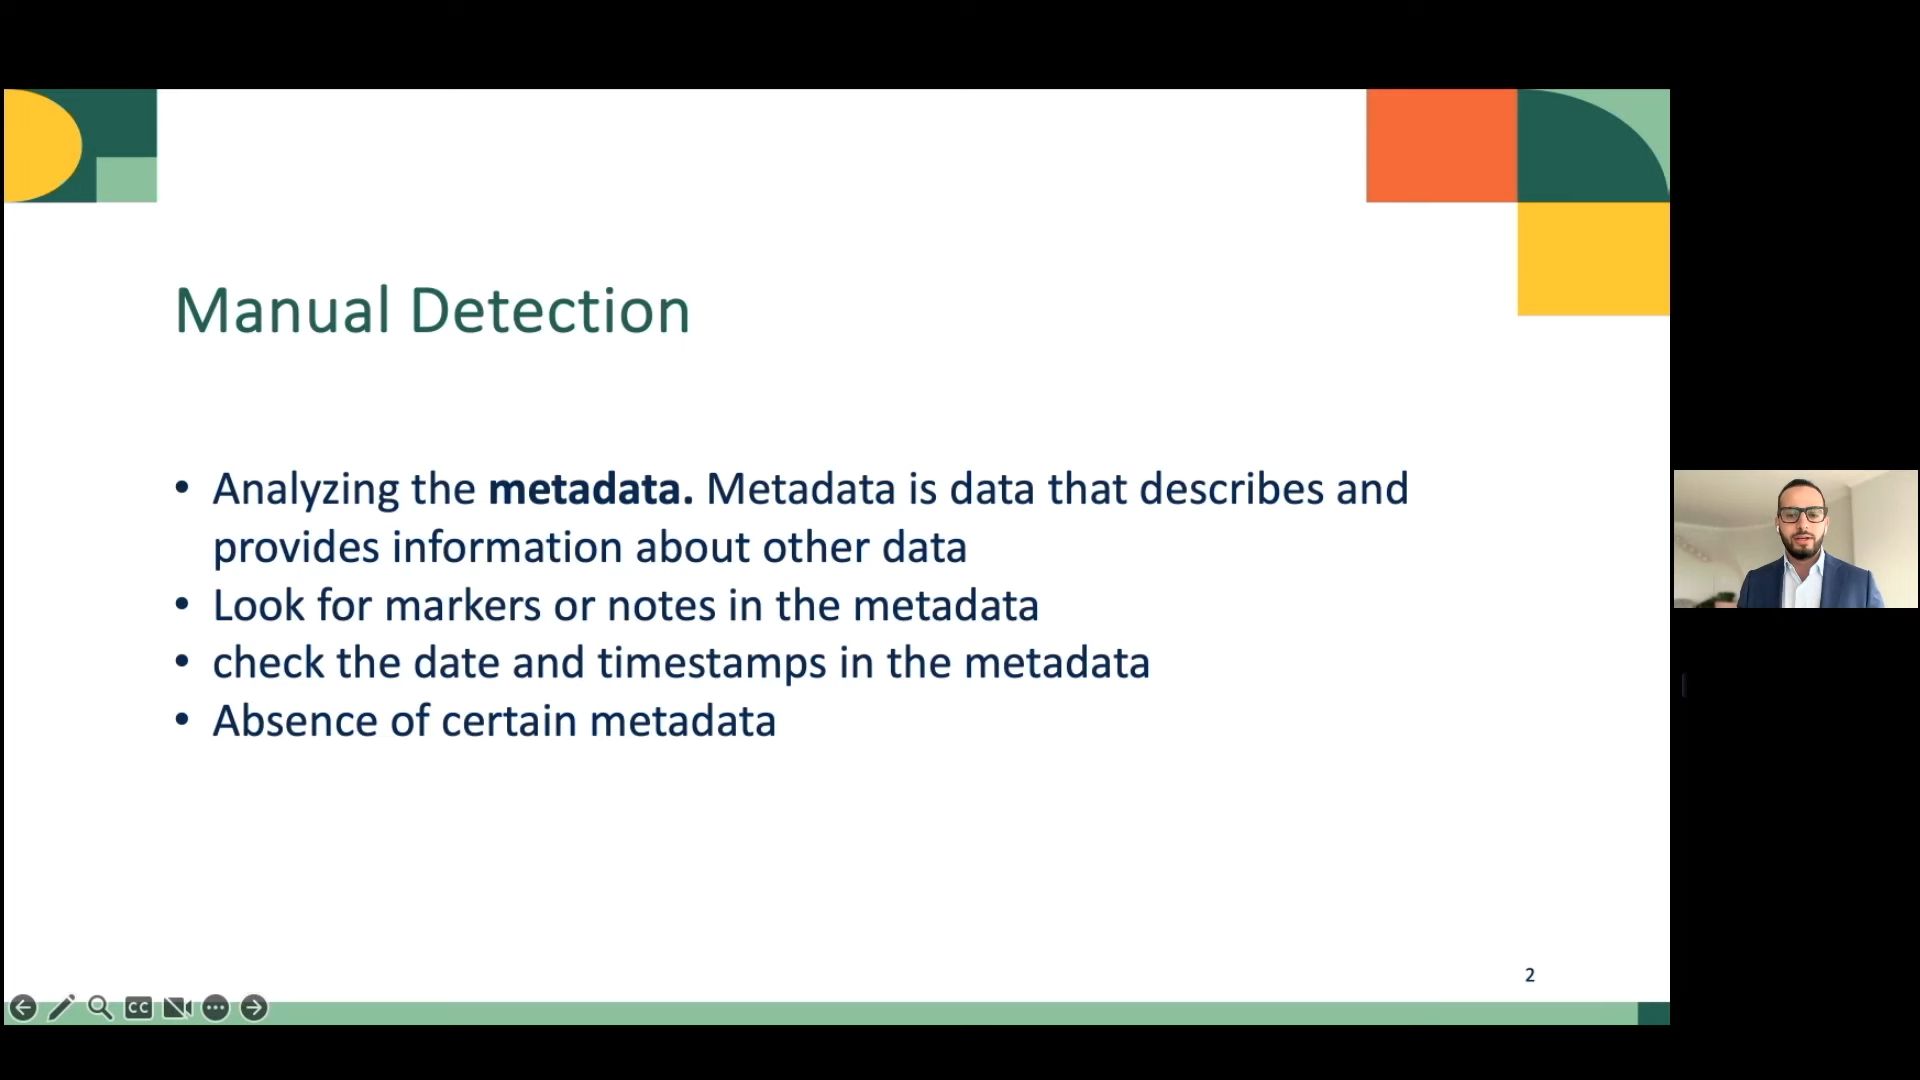 Manual Detection
• Analyzing the metadata. Metadata is data that describes and
provides information about other data
• Look for markers or notes in the metadata
• check the date and timestamps in the metadata
• Absence of certain metadata
2
CC